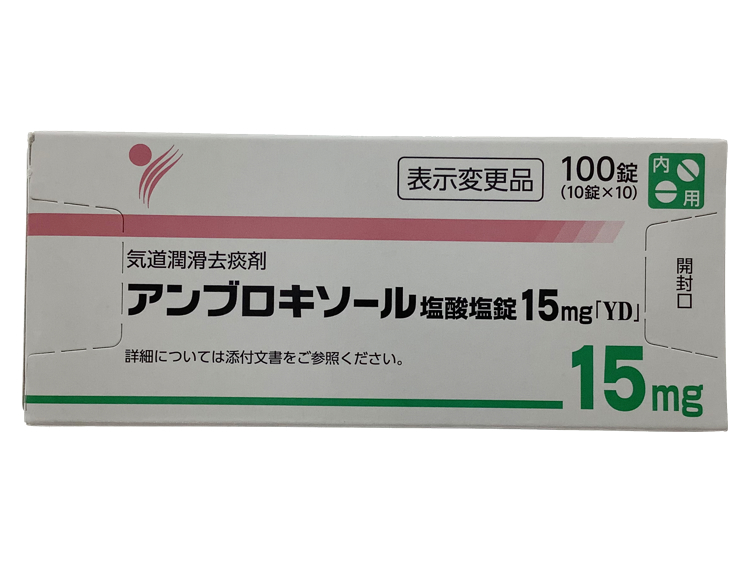 表示変更品
100錠
(10錠×10)
内
用
気道潤滑去痰剤
アンブロキソール塩酸塩錠15mg「YD」
開封口
詳細については添付文書をご参照ください。
15mg